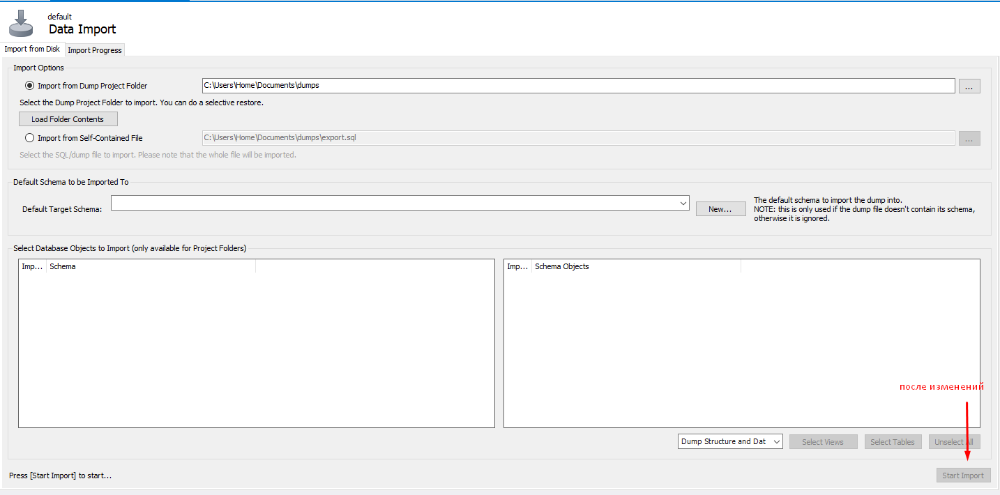 default
Data Import
Import from Disk
Import Progress
Import Options
Import from Dump Project Folder
C:\Users\Home\Documents\dumps
...
Select the Dump Project Folder to import. You can do a selective restore.
Load Folder Contents
Import from Self-Contained File
C:\Users\Home\Documents\dumps\export.sql
...
Select the SQL/dump file to import. Please note that the whole file will be imported.
Default Schema to be Imported To
Default Target Schema:
New...
The default schema to import the dump into.
NOTE: this is only used if the dump file doesn't contain its schema,
otherwise it is ignored.
Select Database Objects to Import (only available for Project Folders)
Imp... Schema
Imp... Schema Objects
после изменений
Dump Structure and Dat
Select Views
Select Tables
Unselect All
Press [Start Import] to start...
Start Import